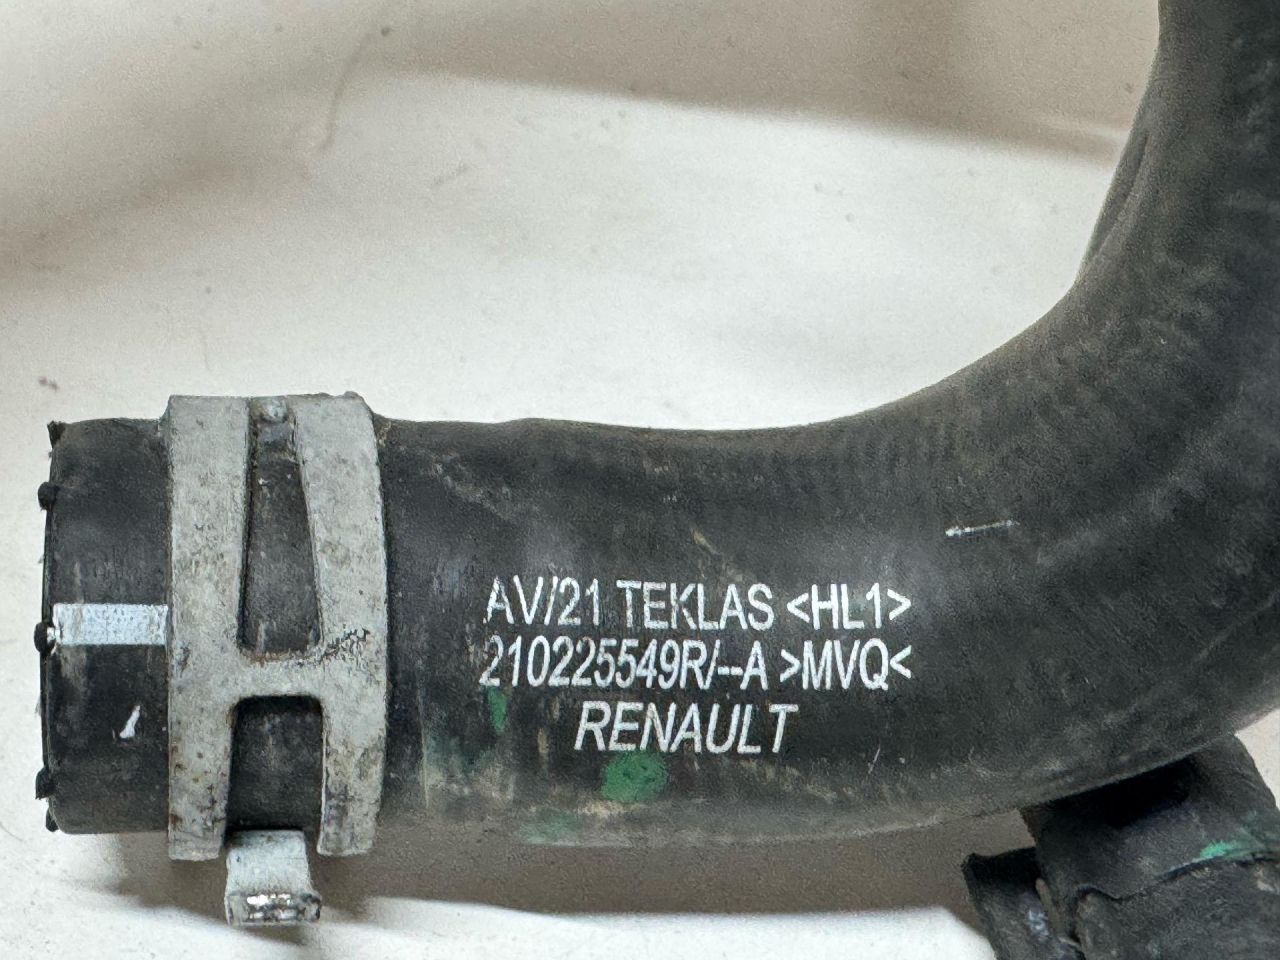 AV/21 TEKLAS <HL1>
210225549R/--A >MVQ<
RENAULT